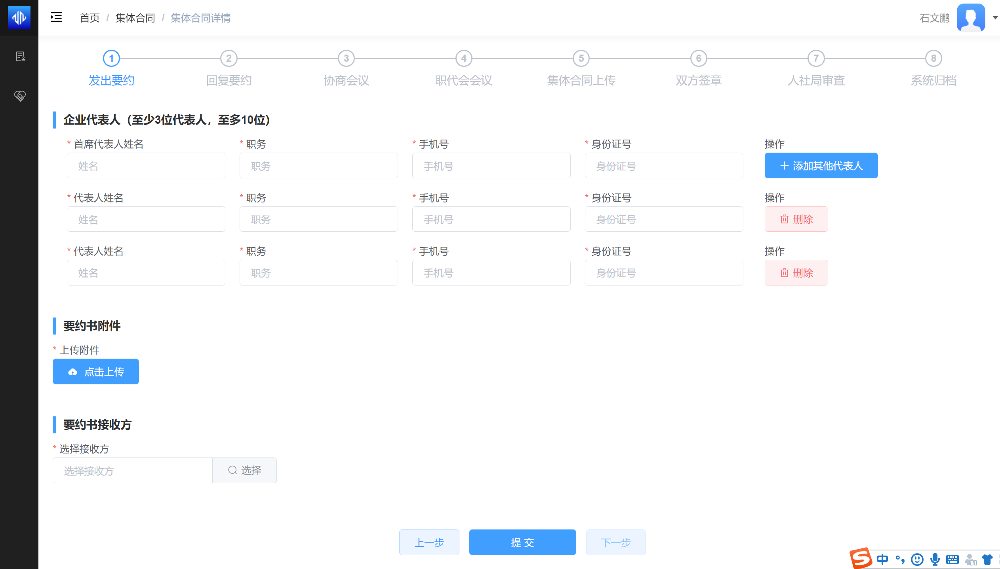 首页 / 集体合同 / 集体合同详情
石文鹏
1 2 3 4 5 6 7 8
发出要约 回复要约 协商会议 职代会会议 集体合同上传 双方签章 人社局审查 系统归档
企业代表人（至少3位代表人，至多10位）
* 首席代表人姓名 * 职务 * 手机号 * 身份证号 操作
姓名 职务 手机号 身份证号 添加其他代表人
* 代表人姓名 * 职务 * 手机号 * 身份证号 操作
姓名 职务 手机号 身份证号 删除
* 代表人姓名 * 职务 * 手机号 * 身份证号 操作
姓名 职务 手机号 身份证号 删除
要约书附件
* 上传附件
点击上传
要约书接收方
* 选择接收方
选择接收方 选择
上一步 提 交 下一步
S 中